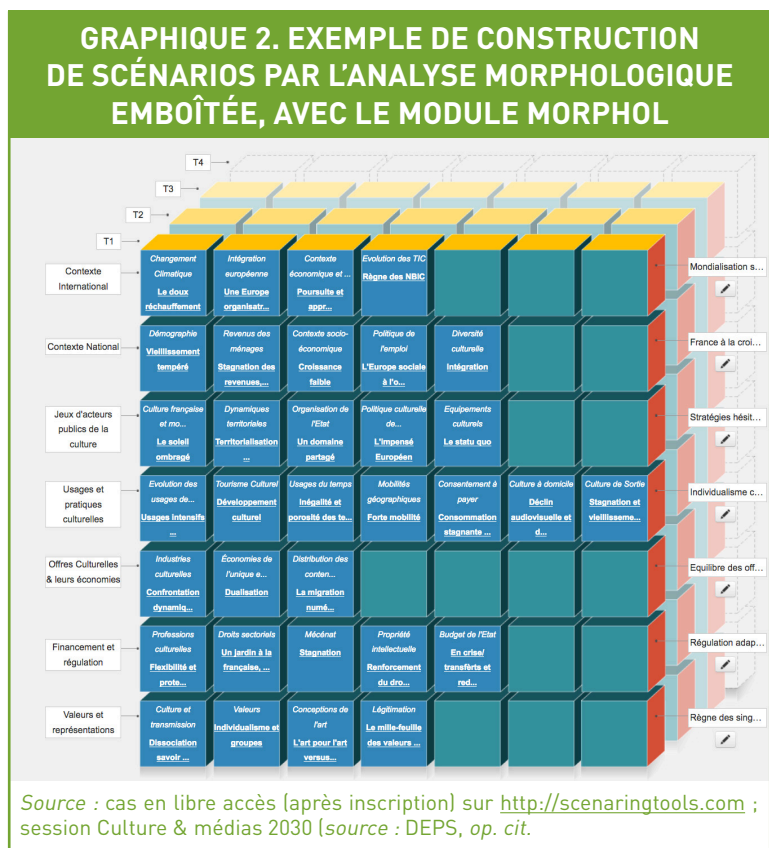 GRAPHIQUE 2. EXEMPLE DE CONSTRUCTION
DE SCÉNARIOS PAR L'ANALYSE MORPHOLOGIQUE
EMBOÎTÉE, AVEC LE MODULE MORPHOL
T4
T3
T2
T1
Contexte
International
Changement
Climatique
Le doux
réchauffement
Intégration
européenne
Une Europe
organisatr...
Contexte
économique et ...
Poursuite et
appr...
Evolution des TIC
Règne des NBIC
Mondialisation s...
Contexte National
Démographie
Vieillissement
tempéré
Revenus des
ménages
Stagnation des
revenues,...
Contexte socio-
économique
Croissance
faible
Politique de
l'emploi
L'Europe sociale
à l'o...
Diversité
culturelle
Intégration
France à la croi...
Jeux d'acteurs
publics de la
culture
Culture française
et mo...
Le soleil
ombragé
Dynamiques
territoriales
Territorialisation
...
Organisation de
l'Etat
Un domaine
partagé
Politique culturelle
de...
L'impensé
Européen
Equipements
culturels
Le statu quo
Stratégies hésit...
Usages et
pratiques
culturelles
Evolution des
usages de...
Usages intensifs
...
Tourisme Culturel
Développement
culturel
Usages du temps
Inégalité et
porosité des te...
Mobilités
géographiques
Forte mobilité
Consentement à
payer
Consommation
stagnante ...
Culture à domicile
Déclin
audiovisuelle et
d...
Culture de Sortie
Stagnation et
vieillisseme...
Individualisme c...
Offres Culturelles
& leurs économies
Industries
culturelles
Confrontation
dynamiq...
Économies de
l'unique e...
Dualisation
Distribution des
conten...
La migration
numé...
Equilibre des off...
Financement et
régulation
Professions
culturelles
Flexibilité et
prote...
Droits sectoriels
Un jardin à la
française, ...
Mécénat
Stagnation
Propriété
intellectuelle
Renforcement
du dro...
Budget de l'Etat
En crise/
transférts et
red...
Régulation adap...
Valeurs et
représentations
Culture et
transmission
Dissociation
savoir ...
Valeurs
Individualisme et
groupes
Conceptions de
l'art
L'art pour l'art
versus...
Légitimation
Le mille-feuille
des valeurs ...
Règne des sing...
Source : cas en libre accès (après inscription) sur http://scenaringtools.com ;
session Culture & médias 2030 (source : DEPS, op. cit.